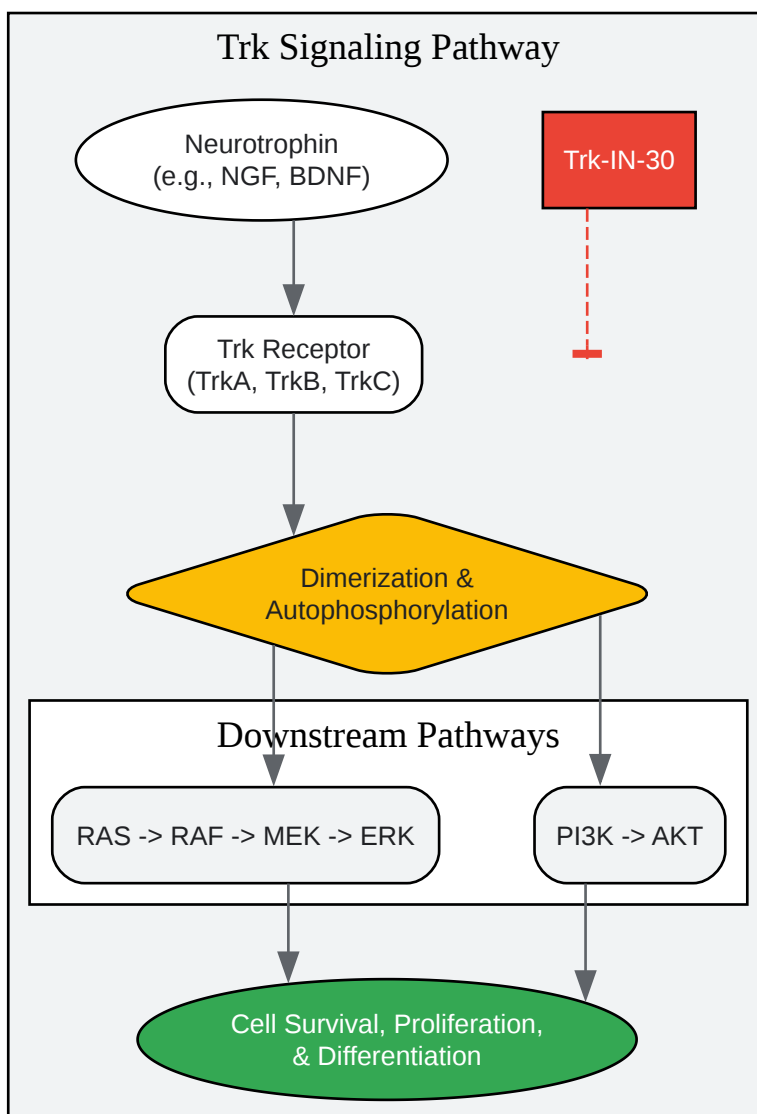 Trk Signaling Pathway
Neurotrophin
(e.g., NGF, BDNF)
Trk-IN-30
Trk Receptor
(TrkA, TrkB, TrkC)
Dimerization &
Autophosphorylation
Downstream Pathways
RAS -> RAF -> MEK -> ERK
PI3K -> AKT
Cell Survival, Proliferation,
& Differentiation